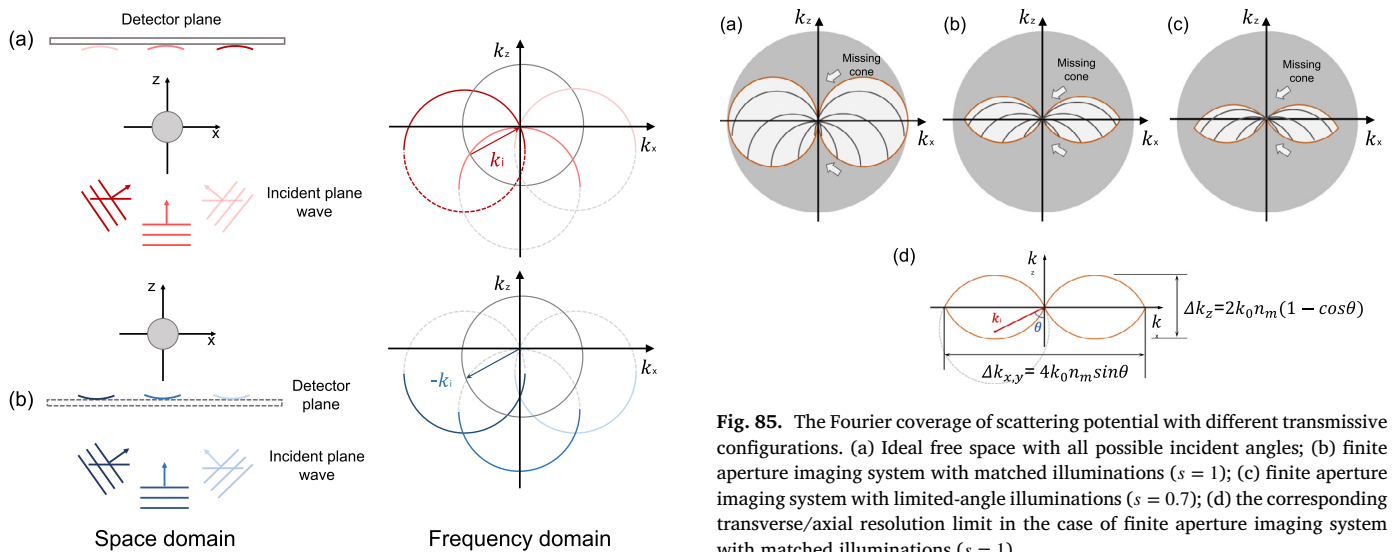 Detector plane
(a)
z
x
Incident plane
wave
kz
kx
ki
z
x
(b)
Detector
plane
Incident plane
wave
kz
kx
-ki
Space domain
Frequency domain
(a)
kz
kx
Missing
cone
(b)
kz
kx
Missing
cone
(c)
kz
kx
Missing
cone
(d)
k
z
ki
θ
k
x
Δkz=2k0nm(1 − cosθ)
Δkx,y= 4k0nmsinθ
Fig. 85. The Fourier coverage of scattering potential with different transmissive
configurations. (a) Ideal free space with all possible incident angles; (b) finite
aperture imaging system with matched illuminations (s = 1); (c) finite aperture
imaging system with limited-angle illuminations (s = 0.7); (d) the corresponding
transverse/axial resolution limit in the case of finite aperture imaging system
with matched illuminations (s = 1)